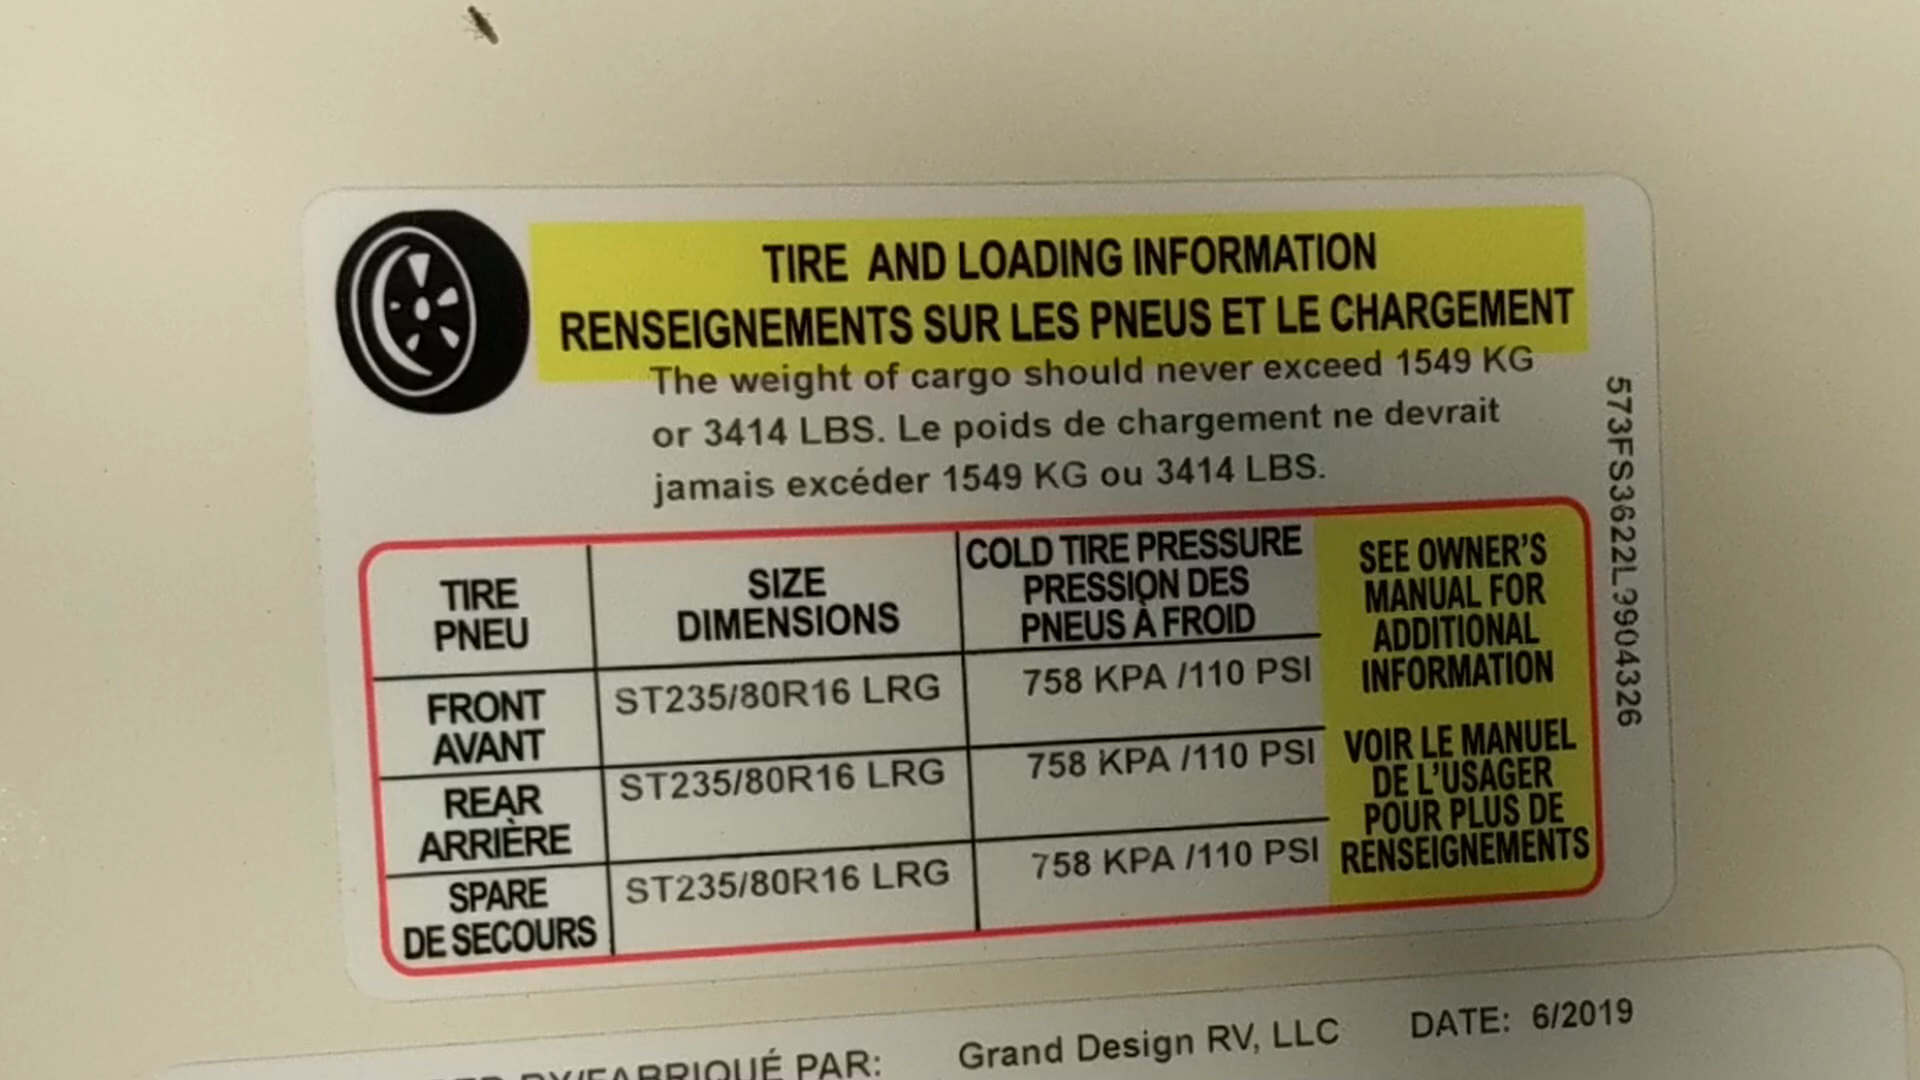 TIRE AND LOADING INFORMATION
RENSEIGNEMENTS SUR LES PNEUS ET LE CHARGEMENT
The weight of cargo should never exceed 1549 KG
or 3414 LBS. Le poids de chargement ne devrait
jamais excéder 1549 KG ou 3414 LBS.
TIRE
PNEU
SIZE
DIMENSIONS
COLD TIRE PRESSURE
PRESSION DES
PNEUS À FROID
FRONT
AVANT
ST235/80R16 LRG
758 KPA /110 PSI
REAR
ARRIÈRE
ST235/80R16 LRG
758 KPA /110 PSI
SPARE
DE SECOURS
ST235/80R16 LRG
758 KPA /110 PSI
SEE OWNER'S
MANUAL FOR
ADDITIONAL
INFORMATION
VOIR LE MANUEL
DE L'USAGER
POUR PLUS DE
RENSEIGNEMENTS
573FS3622L9904326
PAR: Grand Design RV, LLC DATE: 6/2019